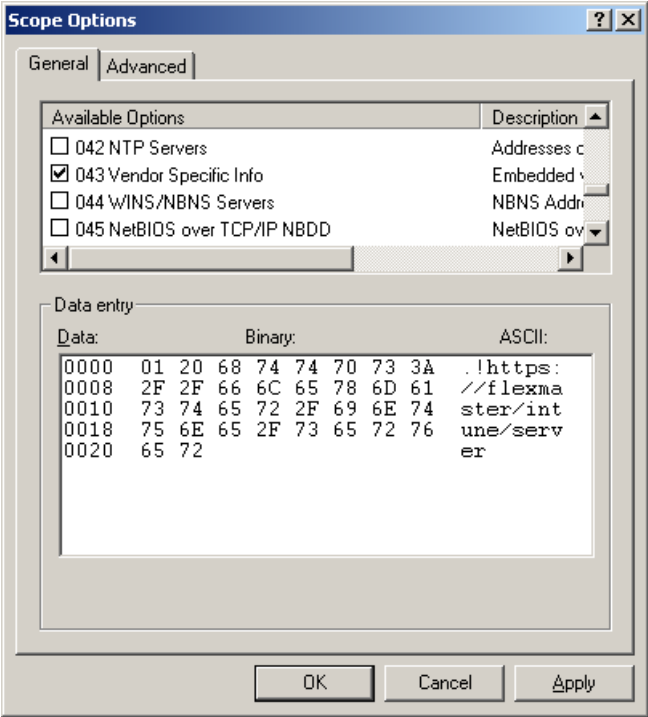 Scope Options
General
Advanced
Available Options Description
042 NTP Servers Addresses c
043 Vendor Specific Info Embedded v
044 WINS/NBNS Servers NBNS Addr
045 NetBIOS over TCP/IP NBDD NetBIOS ov
Data entry
Data: Binary: ASCII:
0000 01 20 68 74 74 70 73 3A .!https:
0008 2F 2F 66 6C 65 78 6D 61 //flexma
0010 73 74 65 72 2F 69 6E 74 ster/int
0018 75 6E 65 2F 73 65 72 76 une/serv
0020 65 72 er
OK
Cancel
Apply